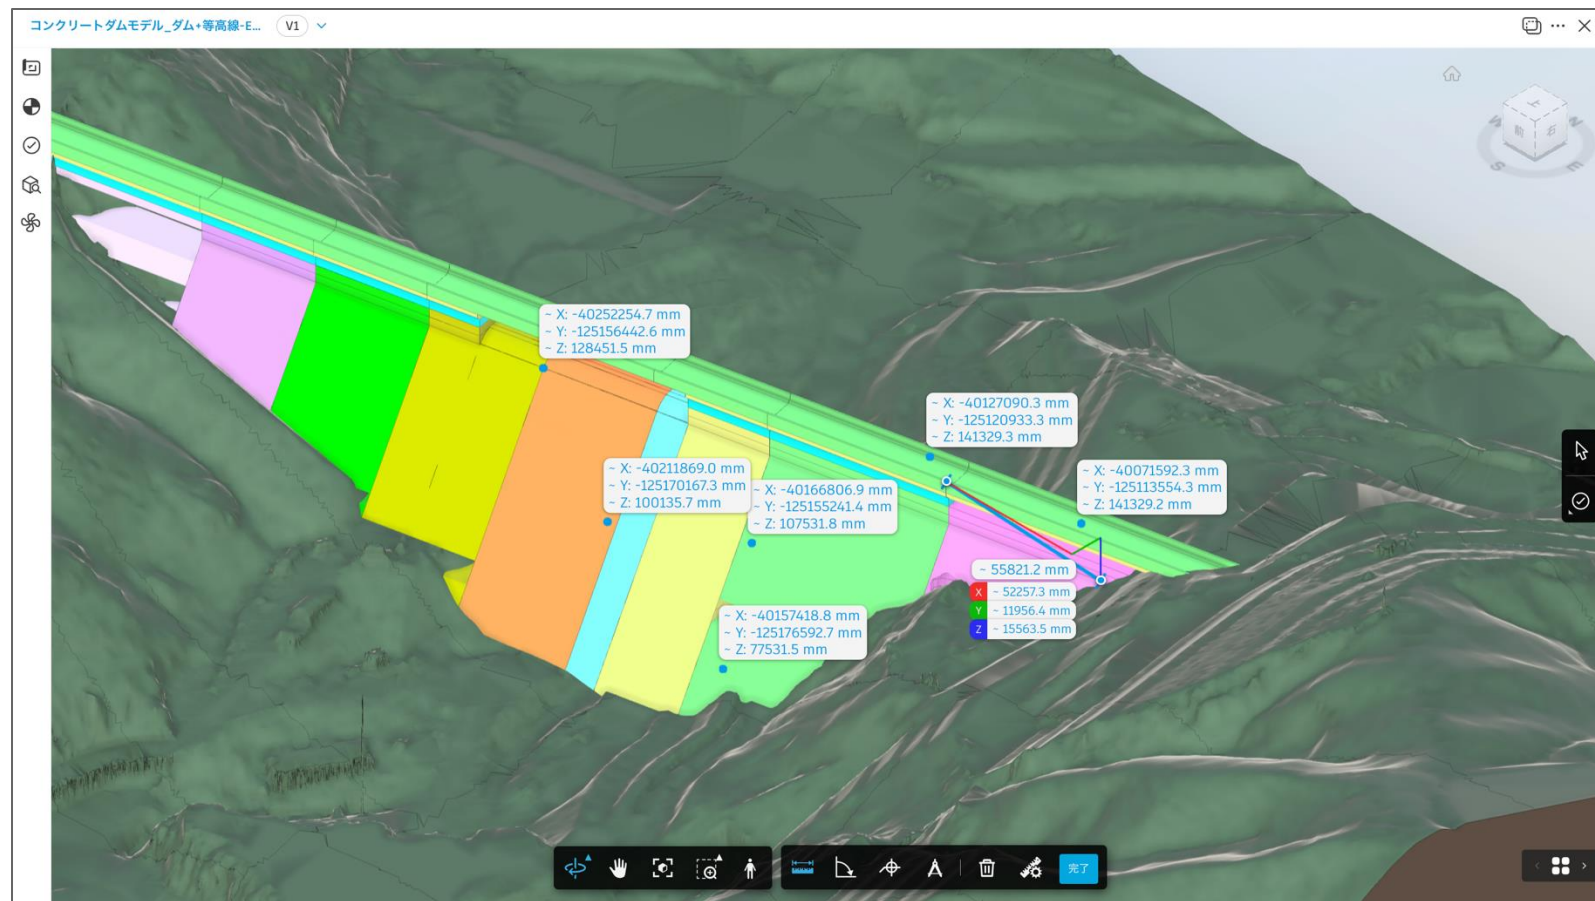 コンクリートダムモデル_ダム+等高線-E...
V1
~ X: -40252254.7 mm
~ Y: -125156442.6 mm
~ Z: 128451.5 mm
~ X: -40127090.3 mm
~ Y: -125120933.3 mm
~ Z: 141329.3 mm
~ X: -40211869.0 mm
~ Y: -125170167.3 mm
~ Z: 100135.7 mm
~ X: -40166806.9 mm
~ Y: -125155241.4 mm
~ Z: 107531.8 mm
~ X: -40071592.3 mm
~ Y: -125113554.3 mm
~ Z: 141329.2 mm
~ 55821.2 mm
X ~ 52257.3 mm
Y ~ 11956.4 mm
Z ~ 15563.5 mm
~ X: -40157418.8 mm
~ Y: -125176592.7 mm
~ Z: 77531.5 mm
上
前
右
S
E
完了